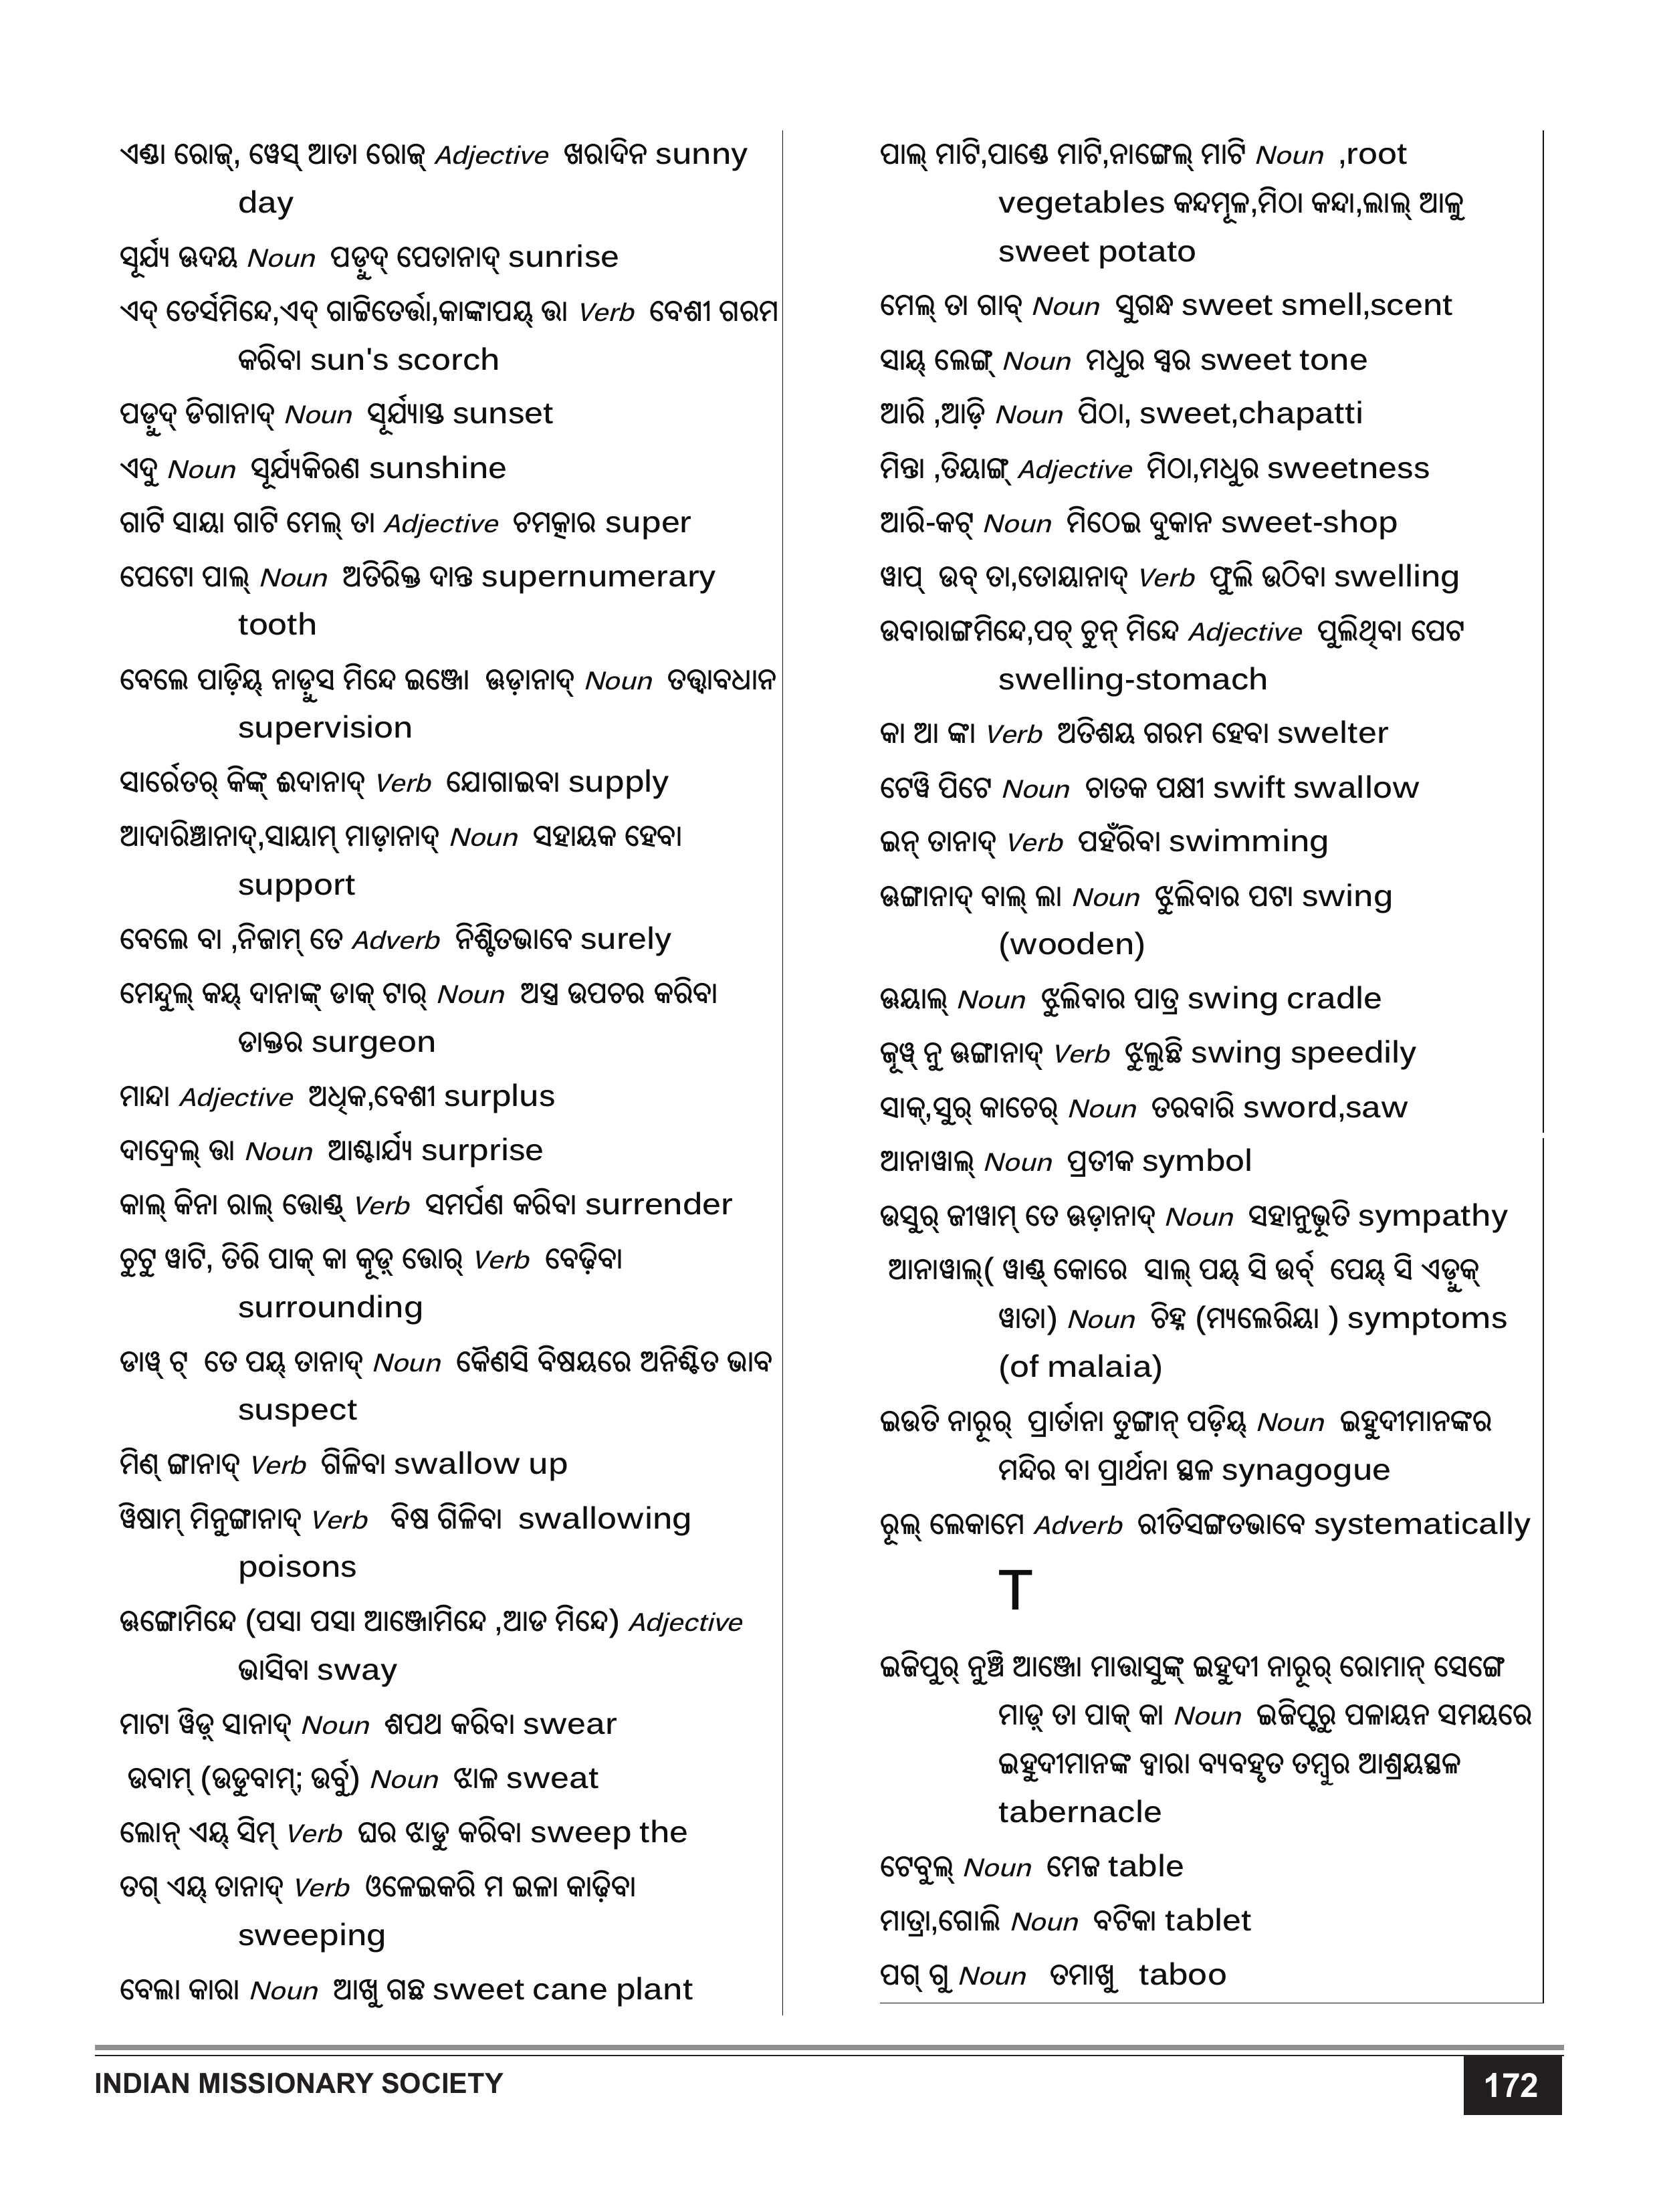 ଏଣ୍ଡା ରୋଜ୍, ୱେସ୍ ଆତା ରୋଜ୍ Adjective ଖରାଦିନ sunny
day
ସୂର୍ଯ୍ୟ ଊଦୟ Noun ପଡ଼ୁଦ୍ ପେତାନାଦ୍ sunrise
ଏଦ୍ ତେର୍ସମିନ୍ଦେ,ଏଦ୍ ଗାଟ୍ଟିତେର୍ତ୍ତା,କାଙ୍କାପୟ୍ ତ୍ତା Verb ବେଶୀ ଗରମ
କରିବା sun's scorch
ପଡ଼ୁଦ୍ ଡିଗାନାଦ୍ Noun ସୂର୍ଯ୍ୟାସ୍ତ sunset
ଏଦୁ Noun ସୂର୍ଯ୍ୟକିରଣ sunshine
ଗାଟି ସାୟା ଗାଟି ମେଲ୍ ତା Adjective ଚମତ୍କାର super
ପେଟୋ ପାଲ୍ Noun ଅତିରିକ୍ତ ଦାନ୍ତ supernumerary
tooth
ବେଲେ ପାଡ଼ିୟ୍ ନାଡ଼ୁସ ମିନ୍ଦେ ଇଞ୍ଜୋ ଊଡ଼ାନାଦ୍ Noun ତତ୍ତ୍ୱାବଧାନ
supervision
ସାର୍ରେତର୍ କିଙ୍କ୍ ଈଦାନାଦ୍ Verb ଯୋଗାଇବା supply
ଆଦାରିଞ୍ଚାନାଦ୍,ସାୟାମ୍ ମାଡ଼ାନାଦ୍ Noun ସହାୟକ ହେବା
support
ବେଲେ ବା ,ନିଜାମ୍ ତେ Adverb ନିଶ୍ଚିତଭାବେ surely
ମେନ୍ଦୁଲ୍ କୟ୍ ଦାନାଙ୍କ୍ ଡାକ୍ ଟାର୍ Noun ଅସ୍ତ୍ର ଉପଚର କରିବା
ଡାକ୍ତର surgeon
ମାନ୍ଦା Adjective ଅଧିକ,ବେଶୀ surplus
ଦାଦ୍ରେଲ୍ ତ୍ତା Noun ଆଶ୍ଚାର୍ଯ୍ୟ surprise
କାଲ୍ କିନା ରାଲ୍ ତ୍ତୋଣ୍ଡ୍ Verb ସମର୍ପଣ କରିବା surrender
ଚୁଟୁ ୱାଟି, ତିରି ପାକ୍ କା କୂଡ଼୍ ତ୍ତୋର୍ Verb ବେଢ଼ିବା
surrounding
ଡାୱ୍ ଟ୍ ତେ ପୟ୍ ତାନାଦ୍ Noun କୈଣସି ବିଷୟରେ ଅନିଶ୍ଚିତ ଭାବ
suspect
ମିଣ୍ ଙ୍ଗାନାଦ୍ Verb ଗିଳିବା swallow up
ୱିଷାମ୍ ମିନୁଙ୍ଗାନାଦ୍ Verb ବିଷ ଗିଳିବା swallowing
poisons
ଊଙ୍ଗୋମିନ୍ଦେ (ପସା ପସା ଆଞ୍ଜୋମିନ୍ଦେ ,ଆଡ ମିନ୍ଦେ) Adjective
ଭାସିବା sway
ମାଟା ୱିଡ଼୍ ସାନାଦ୍ Noun ଶପଥ କରିବା swear
ଉବାମ୍ (ଉଡୁବାମ୍; ଉର୍ବୁ) Noun ଝାଳ sweat
ଲୋନ୍ ଏୟ୍ ସିମ୍ Verb ଘର ଝାଡୁ କରିବା sweep the
ତଗ୍ ଏୟ୍ ତାନାଦ୍ Verb ଓଳେଇକରି ମ ଇଳା କାଢ଼ିବା
sweeping
ବେଲା କାରା Noun ଆଖୁ ଗଛ sweet cane plant
ପାଲ୍ ମାଟି,ପାଣ୍ଡେ ମାଟି,ନାଙ୍ଗେଲ୍ ମାଟି Noun ,root
vegetables କନ୍ଦମୂଳ,ମିଠା କନ୍ଦା,ଲାଲ୍ ଆଳୁ
sweet potato
ମେଲ୍ ତା ଗାବ୍ Noun ସୁଗନ୍ଧ sweet smell,scent
ସାୟ୍ ଲେଙ୍ଗ୍ Noun ମଧୁର ସ୍ୱର sweet tone
ଆରି ,ଆଡ଼ି Noun ପିଠା, sweet,chapatti
ମିନ୍ତା ,ତିୟାଙ୍ଗ୍ Adjective ମିଠା,ମଧୁର sweetness
ଆରି-କଟ୍ Noun ମିଠେଇ ଦୁକାନ sweet-shop
ୱାପ୍ ଉବ୍ ତା,ତୋୟାନାଦ୍ Verb ଫୁଲି ଉଠିବା swelling
ଉବାରାଙ୍ଗମିନ୍ଦେ,ପଚ୍ ଚୁନ୍ ମିନ୍ଦେ Adjective ପୁଲିଥିବା ପେଟ
swelling-stomach
କା ଆ ଙ୍କା Verb ଅତିଶୟ ଗରମ ହେବା swelter
ଟେୱି ପିଟେ Noun ଚାତକ ପକ୍ଷୀ swift swallow
ଇନ୍ ତାନାଦ୍ Verb ପହଁରିବା swimming
ଊଙ୍ଗାନାଦ୍ ବାଲ୍ ଲା Noun ଝୁଲିବାର ପଟା swing
(wooden)
ଊୟାଲ୍ Noun ଝୁଲିବାର ପାତ୍ର swing cradle
ଜୂୱ୍ ନୁ ଊଙ୍ଗାନାଦ୍ Verb ଝୁଲୁଛି swing speedily
ସାକ୍,ସୁର୍ କାଚେର୍ Noun ତରବାରି sword,saw
ଆନାୱାଲ୍ Noun ପ୍ରତୀକ symbol
ଉସୁର୍ ଜୀୱାମ୍ ତେ ଊଡ଼ାନାଦ୍ Noun ସହାନୁଭୂତି sympathy
ଆନାୱାଲ୍( ୱାଣ୍ଡ୍ କୋରେ ସାଲ୍ ପୟ୍ ସି ଉର୍ବ୍ ପେୟ୍ ସି ଏଡ଼ୁକ୍
ୱାତା) Noun ଚିହ୍ନ (ମ୍ୟଲେରିୟା ) symptoms
(of malaia)
ଇଉତି ନାରୂର୍ ପ୍ରାର୍ତାନା ତୁଙ୍ଗାନ୍ ପଡ଼ିୟ୍ Noun ଇହୁଦୀମାନଙ୍କର
ମନ୍ଦିର ବା ପ୍ରାର୍ଥନା ସ୍ଥଳ synagogue
ରୂଲ୍ ଲେକାମେ Adverb ରୀତିସଙ୍ଗତଭାବେ systematically
T
ଇଜିପୁର୍ ନୁଞ୍ଚି ଆଞ୍ଜୋ ମାତ୍ତାସୁଙ୍କ୍ ଇହୁଦୀ ନାରୂର୍ ରୋମାନ୍ ସେଙ୍ଗେ
ମାଡ଼୍ ତା ପାକ୍ କା Noun ଇଜିପ୍ଟରୁ ପଳାୟନ ସମୟରେ
ଇହୁଦୀମାନଙ୍କ ଦ୍ୱାରା ବ୍ୟବହୃତ ତମ୍ବୁର ଆଶ୍ରୟସ୍ଥଳ
tabernacle
ଟେବୁଲ୍ Noun ମେଜ table
ମାତ୍ରା,ଗୋଲି Noun ବଟିକା tablet
ପଗ୍ ଗୁ Noun ତମାଖୁ taboo
INDIAN MISSIONARY SOCIETY
172